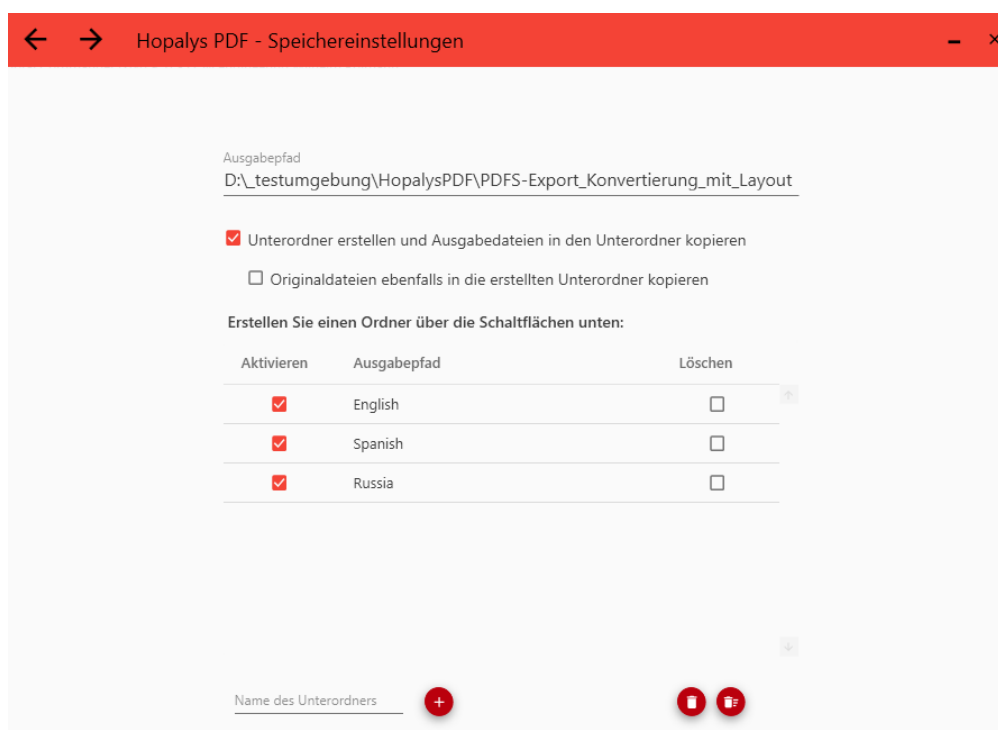 Hopalys PDF - Speichereinstellungen
Ausgabepfad
D:\_testumgebung\HopalysPDF\PDFS-Export_Konvertierung_mit_Layout
Unterordner erstellen und Ausgabedateien in den Unterordner kopieren
Originaldateien ebenfalls in die erstellten Unterordner kopieren
Erstellen Sie einen Ordner über die Schaltflächen unten:
Aktivieren Ausgabepfad Löschen
English
Spanish
Russia
Name des Unterordners